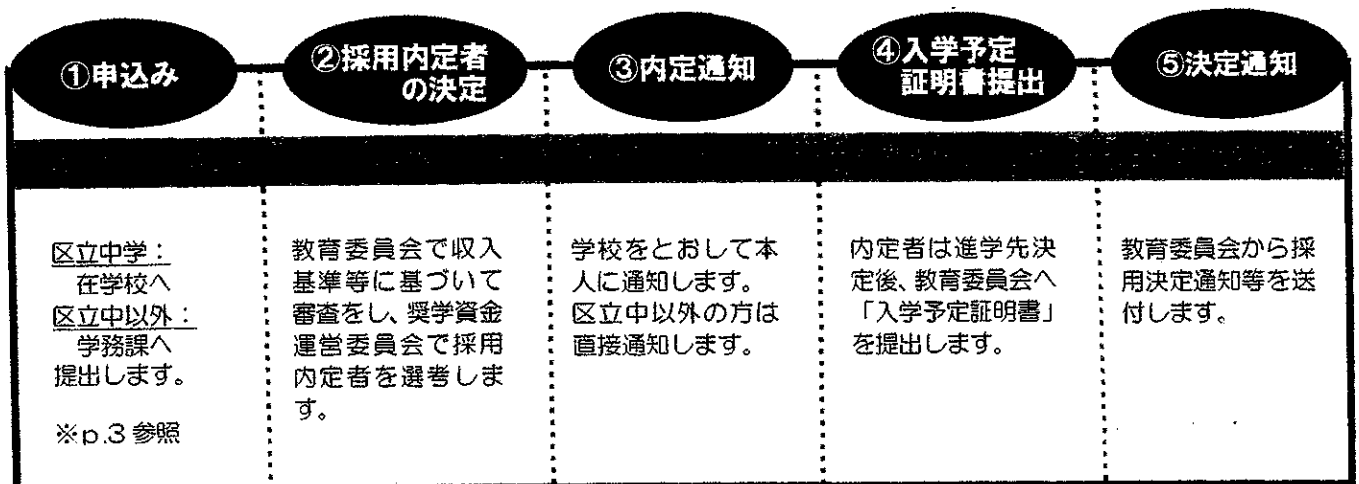 ①申込み
②採用内定者
の決定
③内定通知
④入学予定
証明書提出
⑤決定通知
区立中学：
在学校へ
区立中以外：
学務課へ
提出します。
※p.3 参照
教育委員会で収入
基準等に基づいて
審査をし、奨学資金
運営委員会で採用
内定者を選考しま
す。
学校をとおして本
人に通知します。
区立中以外の方は
直接通知します。
内定者は進学先決
定後、教育委員会へ
「入学予定証明書」
を提出します。
教育委員会から採
用決定通知等を送
付します。